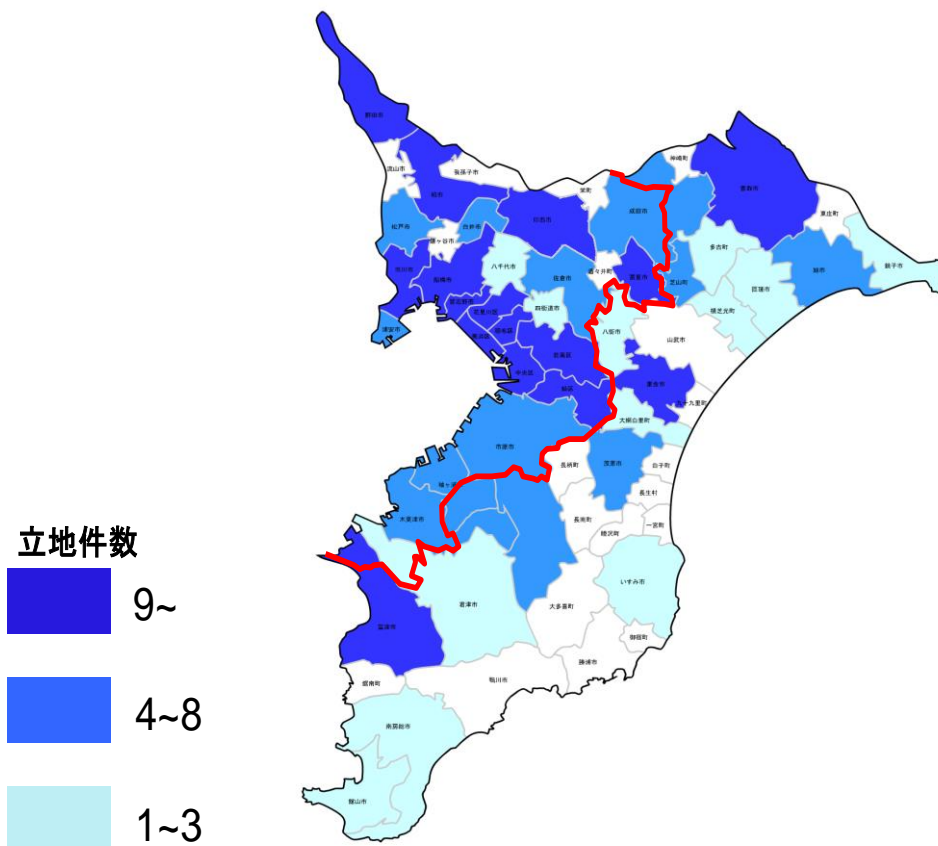 野田市
神崎町
流山市
我孫子市
柏市
香取市
栄町
成田市
印西市
東庄町
松戸市
白井市
鎌ケ谷市
多古町
銚子市
八千代市
旭市
市川市
船橋市
佐倉市
酒々井町
富里市
芝山町
匝瑳市
習志野市
四街道市
横芝光町
花見川区
浦安市
八街市
山武市
美浜区
稲毛区
若葉区
中央区
緑区
東金市
九十九里町
大網白里町
市原市
長柄町
茂原市
白子町
袖ケ浦
長生村
木更津市
長南町
一宮町
睦沢町
立地件数
いすみ市
9~
君津市
大多喜町
富津市
御宿町
勝浦市
鋸南町
鴨川市
4~8
南房総市
館山市
1~3